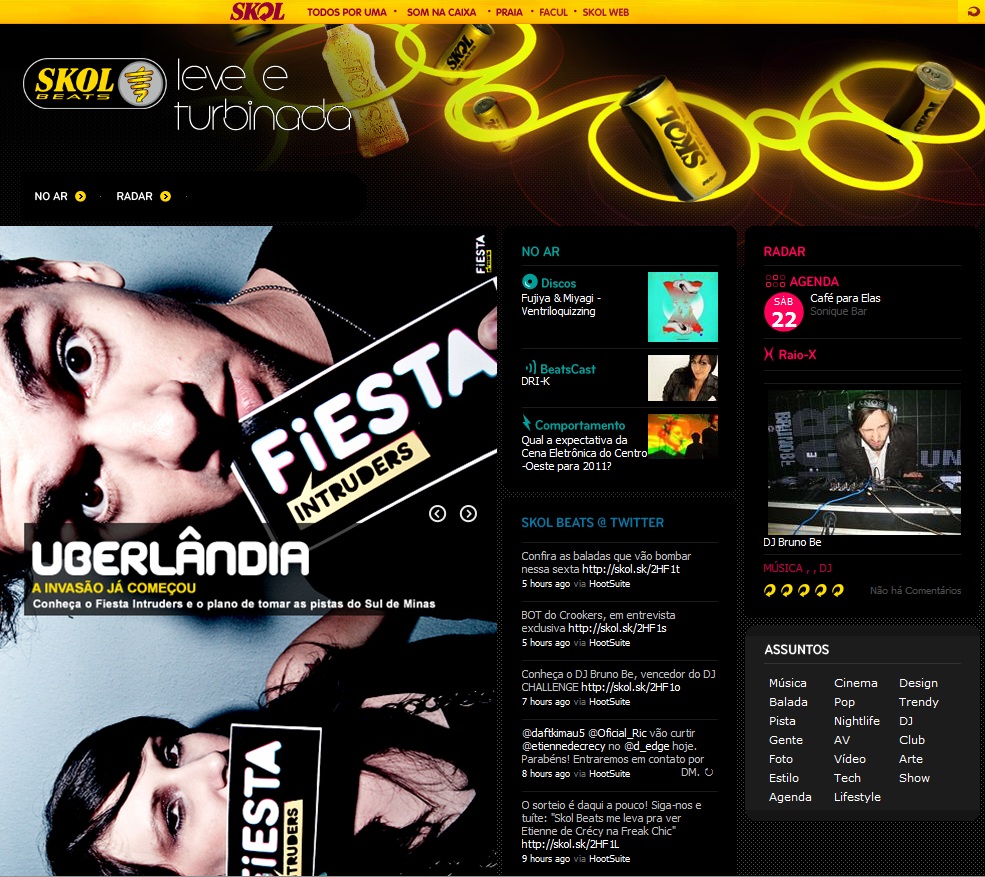 SKOL TODOS POR UMA • SOM NA CAIXA • PRAIA • FACUL • SKOL WEB
SKOL
BEATS
leve e
turbinada
SKOL
SKOL
SKOL
NO AR
RADAR
FiESTA
FiESTA
INTRUDERS
UBERLÂNDIA
A INVASÃO JÁ COMEÇOU
Conheça o Fiesta Intruders e o plano de tomar as pistas do Sul de Minas
FiESTA
INTRUDERS
NO AR
Discos
Fujiya & Miyagi -
Ventriloquizzing
BeatsCast
DRI-K
Comportamento
Qual a expectativa da
Cena Eletrônica do Centro
-Oeste para 2011?
SKOL BEATS @ TWITTER
Confira as baladas que vão bombar
nessa sexta http://skol.sk/2HF1t
5 hours ago via HootSuite
BOT do Crookers, em entrevista
exclusiva http://skol.sk/2HF1s
5 hours ago via HootSuite
Conheça o DJ Bruno Be, vencedor do DJ
CHALLENGE http://skol.sk/2HF1o
7 hours ago via HootSuite
@daftkimau5 @Oficial_Ric vão curtir
@etiennedecrecy no @d_edge hoje.
Parabéns! Entraremos em contato por
DM.
8 hours ago via HootSuite
O sorteio é daqui a pouco! Siga-nos e
tuíte: "Skol Beats me leva pra ver
Etienne de Crécy na Freak Chic"
http://skol.sk/2HF1L
9 hours ago via HootSuite
RADAR
AGENDA
SÁB
22
Café para Elas
Sonique Bar
Raio-X
DJ Bruno Be
MÚSICA , , DJ
Não há Comentários
ASSUNTOS
Música Cinema Design
Balada Pop Trendy
Pista Nightlife DJ
Gente AV Club
Foto Vídeo Arte
Estilo Tech Show
Agenda Lifestyle